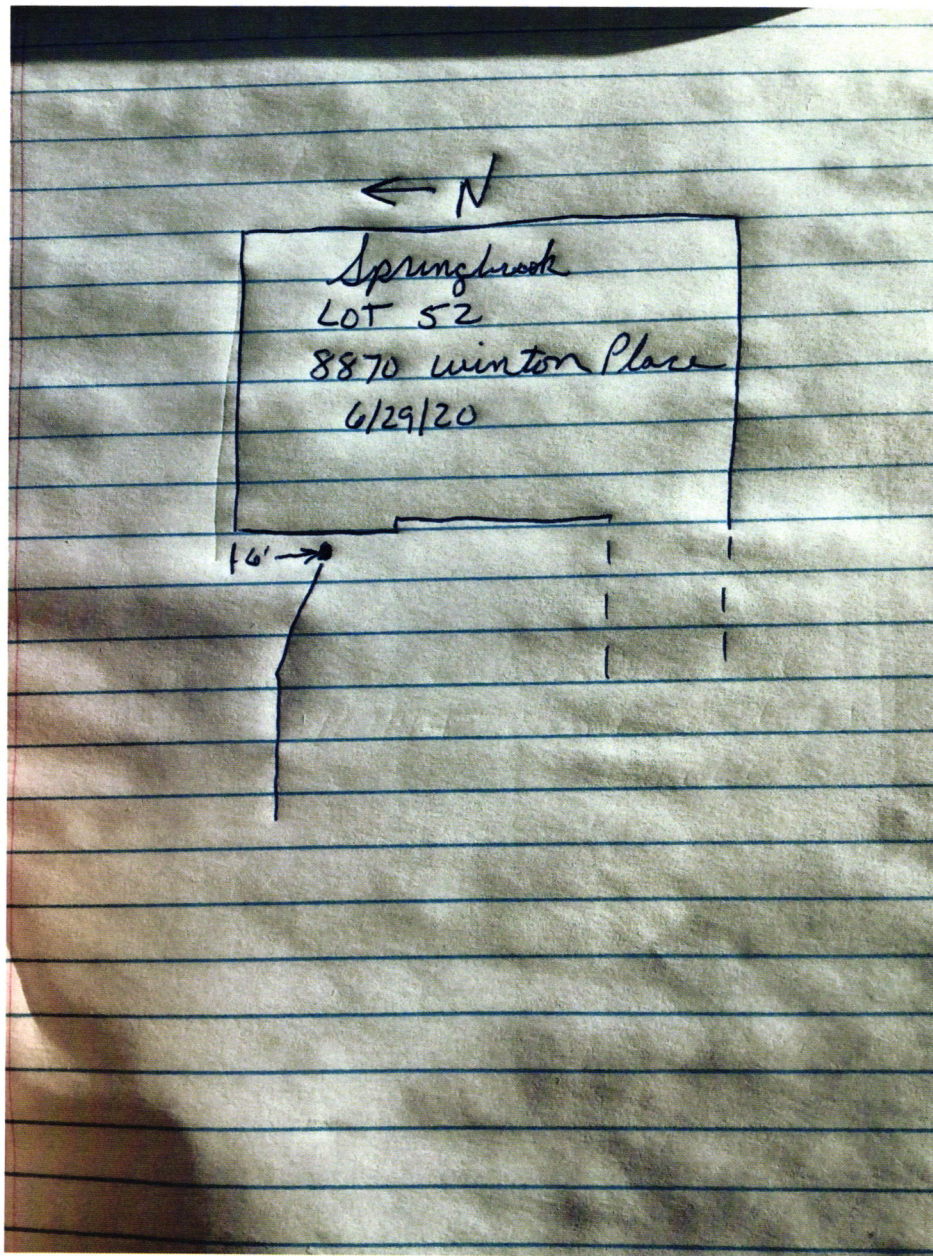 ← N
Springbrook
LOT 52
8870 Winton Place
6/29/20
16' →